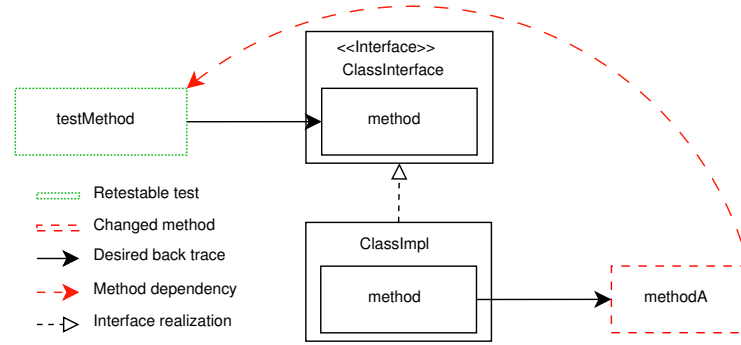 <<Interface>>
ClassInterface
testMethod
method
Retestable test
Changed method
Desired back trace
Method dependency
Interface realization
ClassImpl
method
methodA